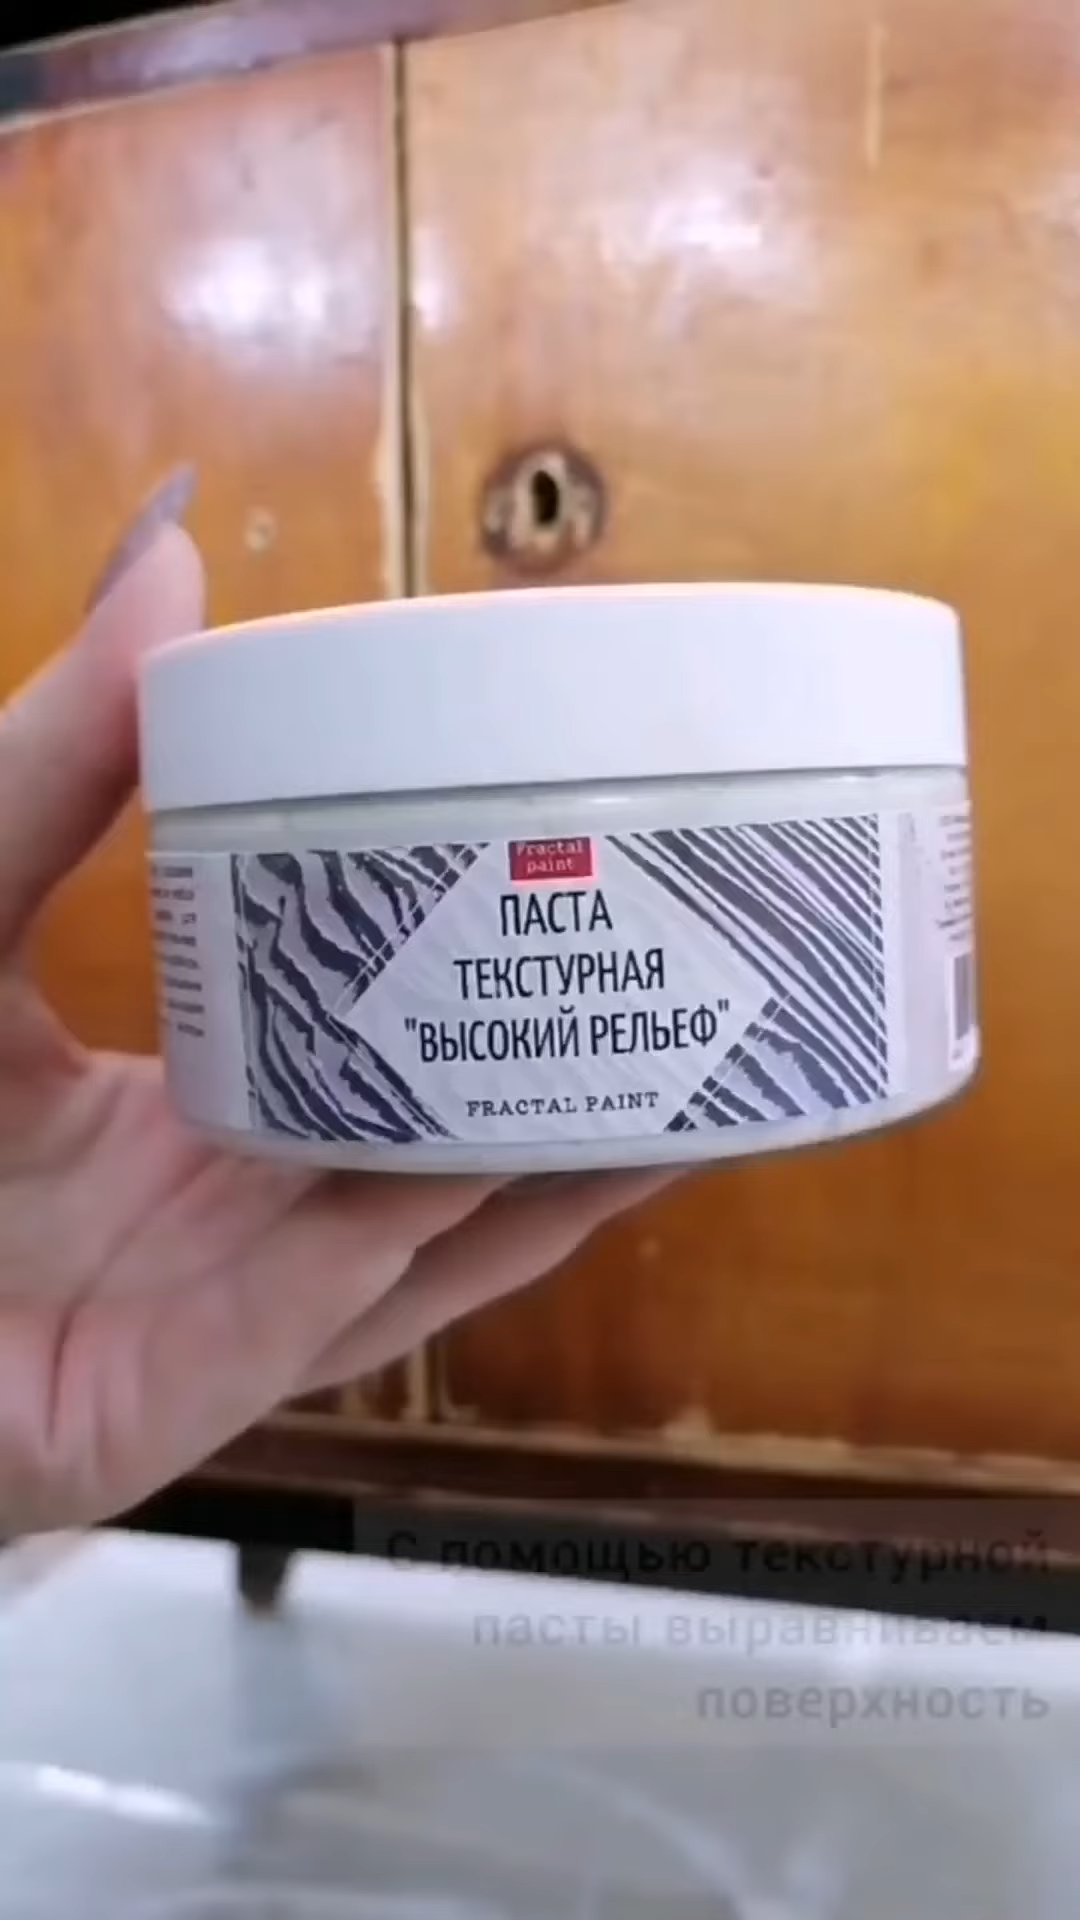 Fractal
paint
ПАСТА
ТЕКСТУРНАЯ
"ВЫСОКИЙ РЕЛЬЕФ"
FRACTAL PAINT
С помощью текстурной
пасты выравниваем
поверхность